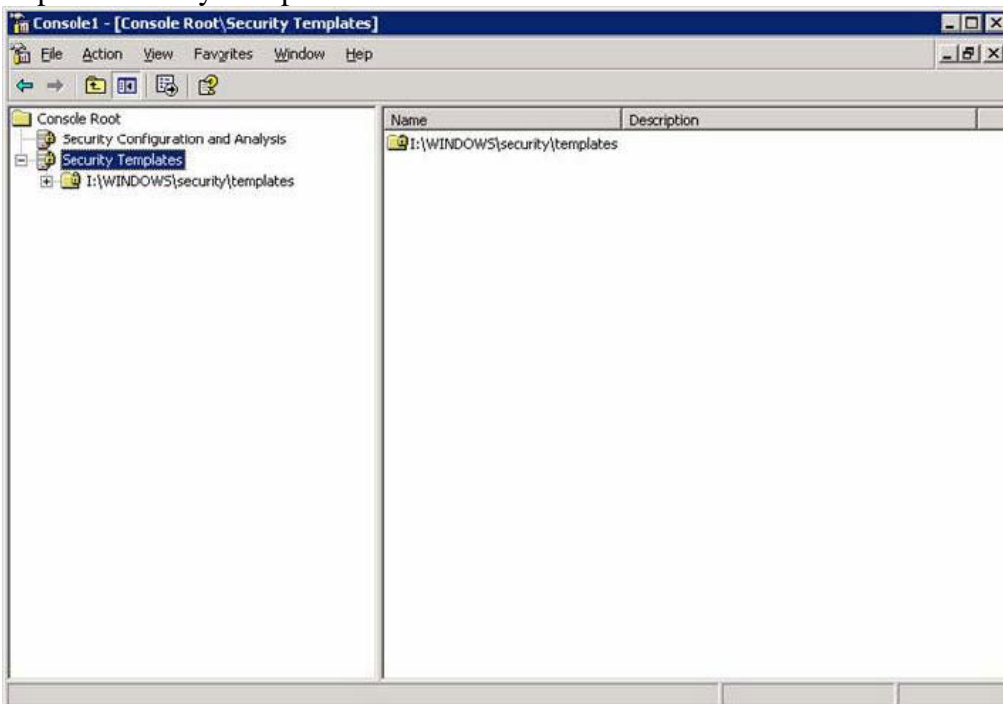 Console1 - [Console Root\Security Templates]
File Action View Favorites Window Help
Console Root
Security Configuration and Analysis
Security Templates
I:\WINDOWS\security\templates
Name Description
I:\WINDOWS\security\templates